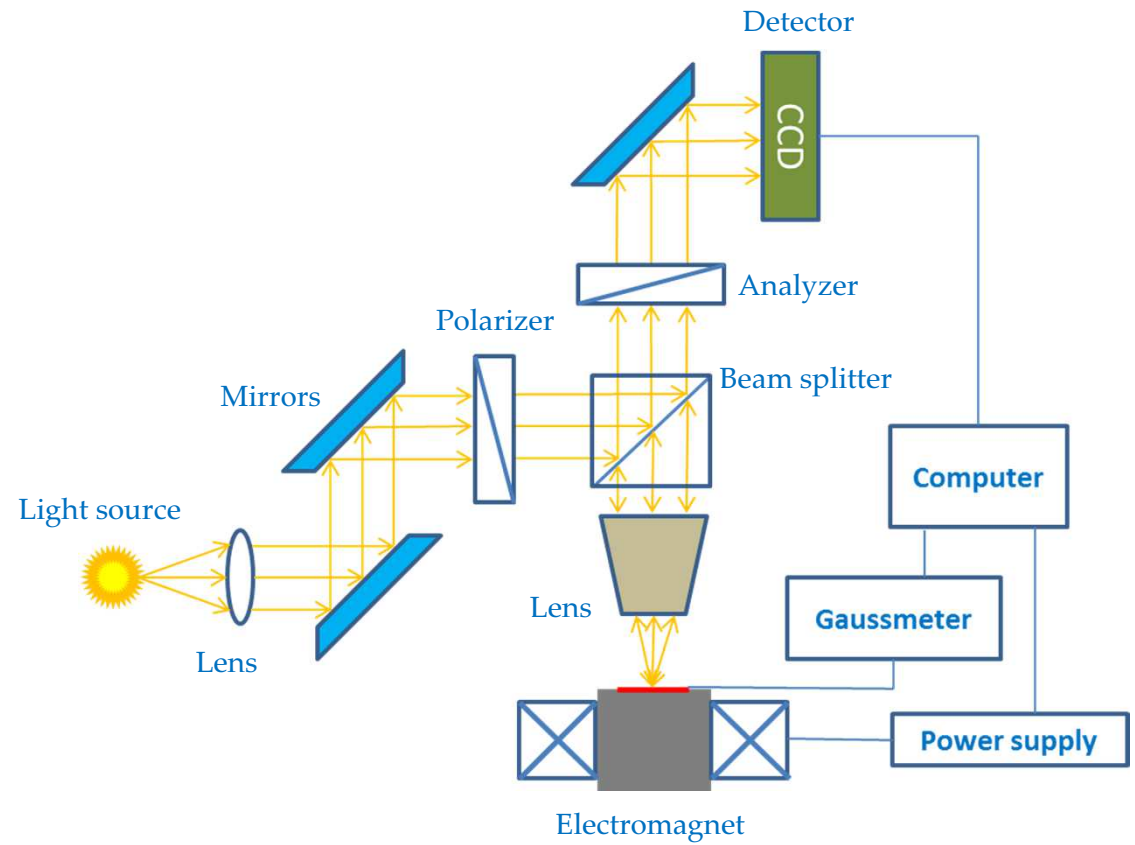 Detector
CCD
Analyzer
Polarizer
Beam splitter
Mirrors
Computer
Light source
Lens
Gaussmeter
Lens
Power supply
Electromagnet